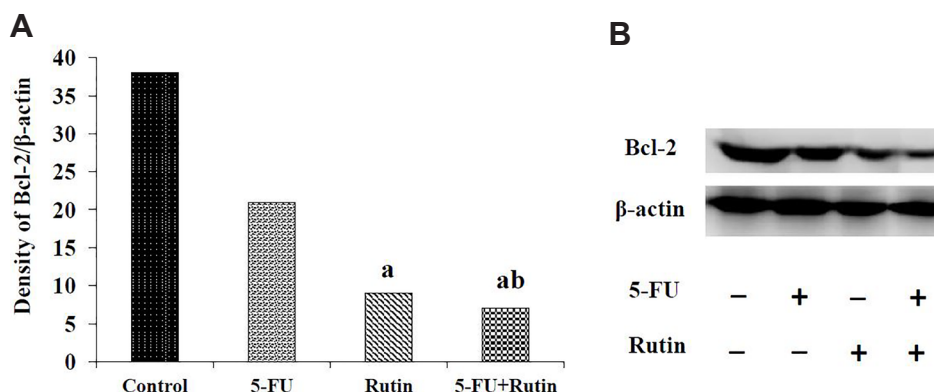 A
Density of Bcl-2/β-actin
40
35
30
25
20
15
10
5
0
a
ab
Control 5-FU Rutin 5-FU+Rutin
B
Bcl-2
β-actin
5-FU – + – +
Rutin – – + +